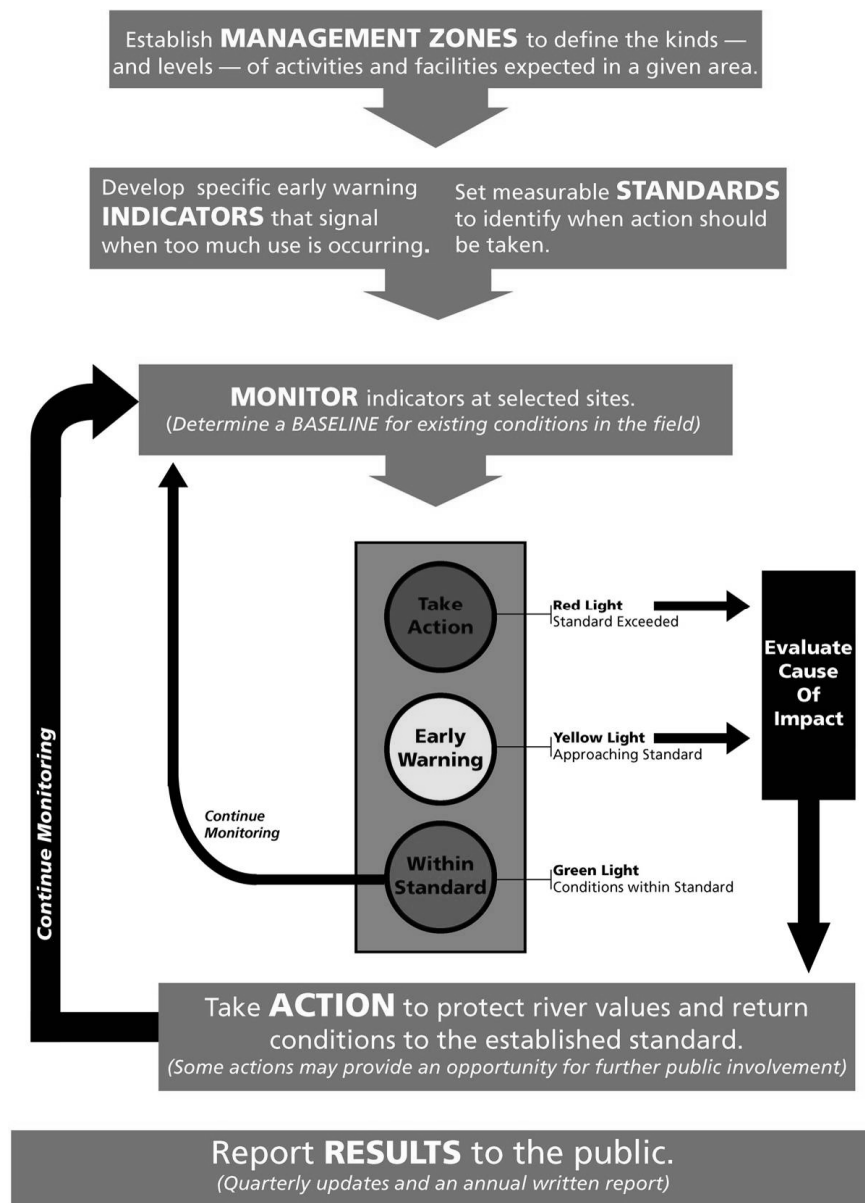 Establish MANAGEMENT ZONES to define the kinds —
and levels — of activities and facilities expected in a given area.
Develop specific early warning
INDICATORS that signal
when too much use is occurring.
Set measurable STANDARDS
to identify when action should
be taken.
MONITOR indicators at selected sites.
(Determine a BASELINE for existing conditions in the field)
Take
Action
Red Light
Standard Exceeded
Evaluate
Cause
Of
Impact
Early
Warning
Yellow Light
Approaching Standard
Continue
Monitoring
Within
Standard
Green Light
Conditions within Standard
Continue Monitoring
Take ACTION to protect river values and return
conditions to the established standard.
(Some actions may provide an opportunity for further public involvement)
Report RESULTS to the public.
(Quarterly updates and an annual written report)